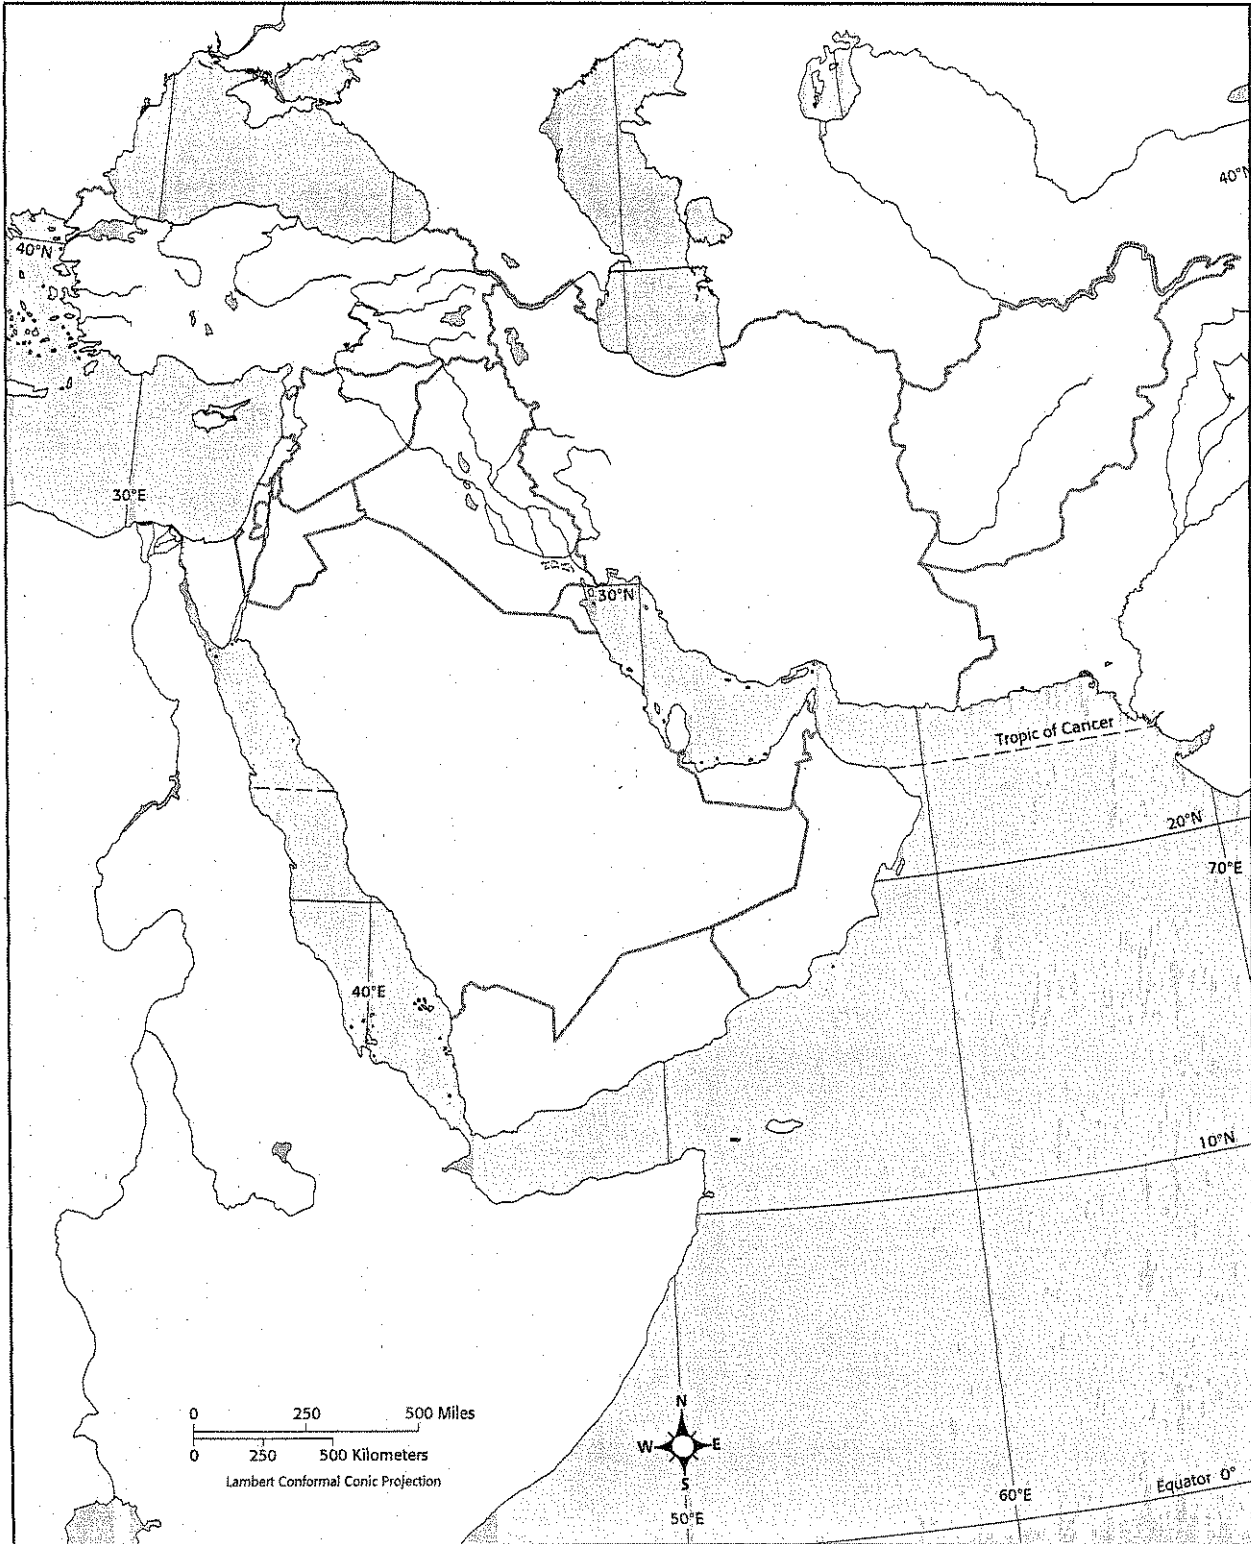 40°N
40°N
30°E
30°N
Tropic of Cancer
20°N
70°E
40°E
10°N
0 250 500 Miles
0 250 500 Kilometers
Lambert Conformal Conic Projection
N
W E
S
50°E
60°E
Equator 0°